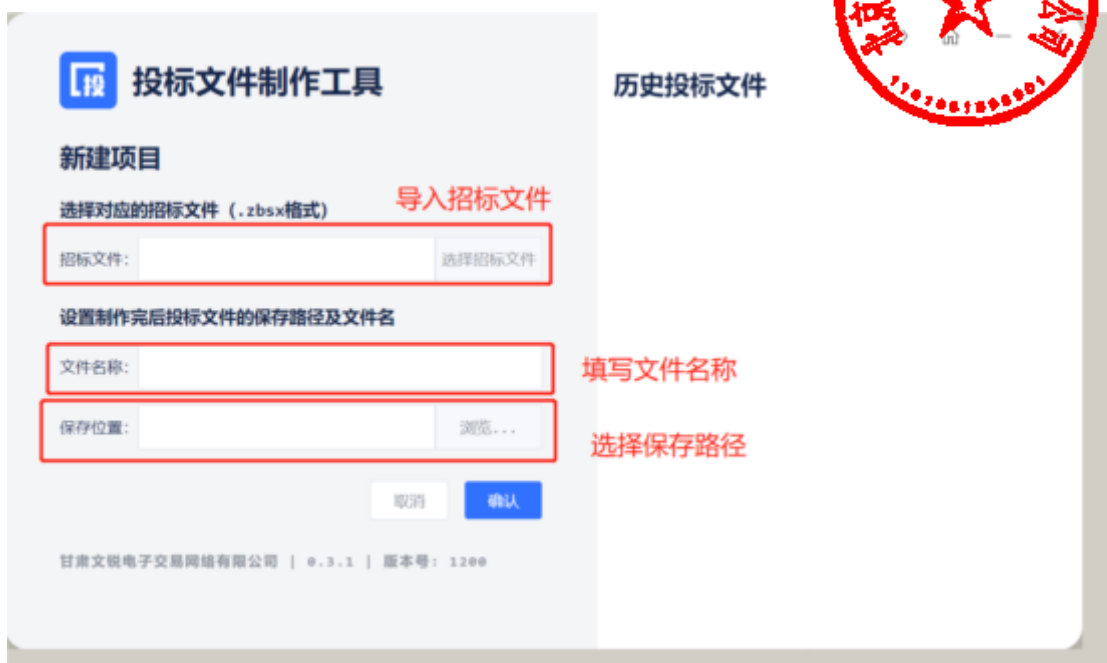 投
投标文件制作工具
历史投标文件
新建项目
选择对应的招标文件（.zbsx格式）
导入招标文件
招标文件：
选择招标文件
设置制作完后投标文件的保存路径及文件名
文件名称：
填写文件名称
保存位置：
浏览...
选择保存路径
取消
确认
甘肃文锐电子交易网络有限公司 | 0.3.1 | 版本号：1200
公司